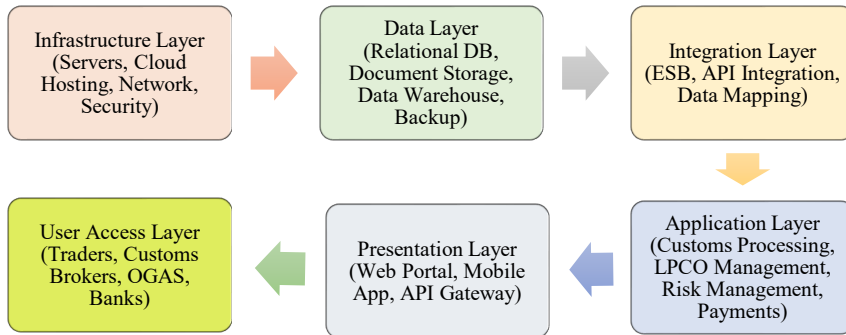 Infrastructure Layer
(Servers, Cloud
Hosting, Network,
Security)
Data Layer
(Relational DB,
Document Storage,
Data Warehouse,
Backup)
Integration Layer
(ESB, API Integration,
Data Mapping)
Application Layer
(Customs Processing,
LPCO Management,
Risk Management,
Payments)
Presentation Layer
(Web Portal, Mobile
App, API Gateway)
User Access Layer
(Traders, Customs
Brokers, OGAS,
Banks)